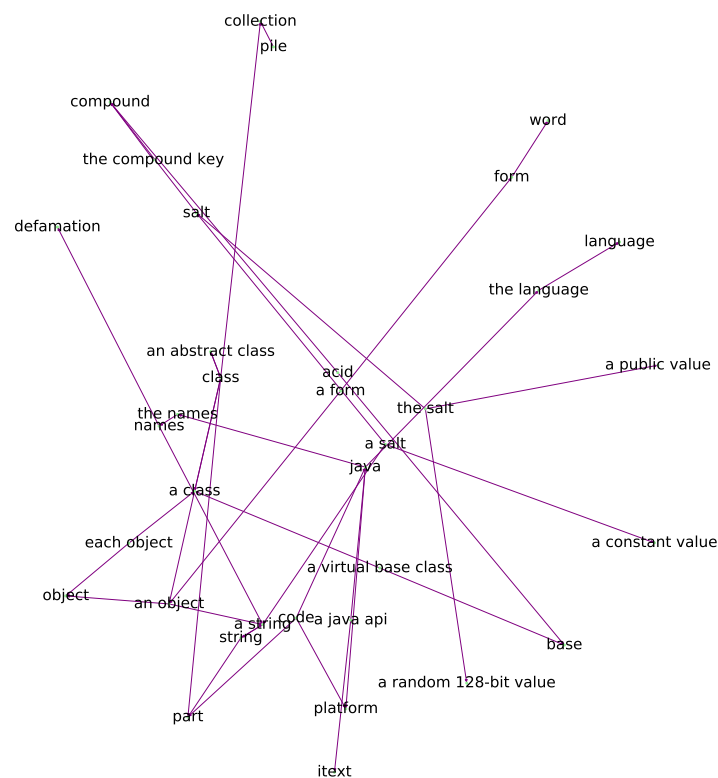 collection
pile
compound
word
the compound key
form
salt
defamation
language
the language
an abstract class
a public value
acid
class
a form
the salt
the names
names
a salt
java
a class
each object
a constant value
a virtual base class
object
an object
code
a java api
a string
string
base
a random 128-bit value
platform
part
itext